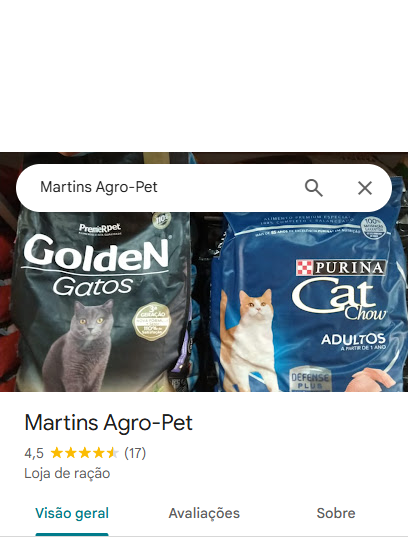 Martins Agro-Pet
PremieRpet
GoldeN
Gatos
PURINA
Cat
Chow
ADULTOS
A PARTIR DE 1 ANO
DEFENSE
PLUS
100%
Martins Agro-Pet
4,5 (17)
Loja de ração
Visão geral
Avaliações
Sobre